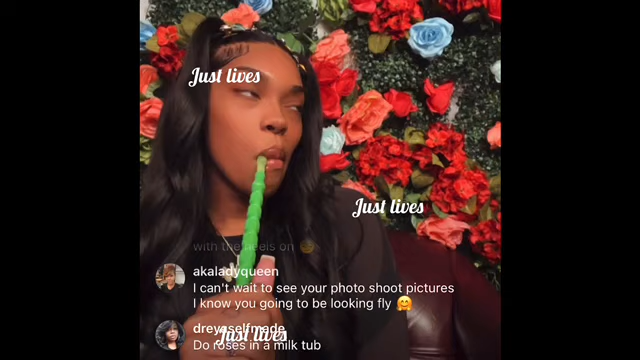 Just lives
Just lives
with the heels on
akaladyqueen
I can't wait to see your photo shoot pictures
I know you going to be looking fly 🤗
dreyaselfmade
Just lives
Do roses in a milk tub